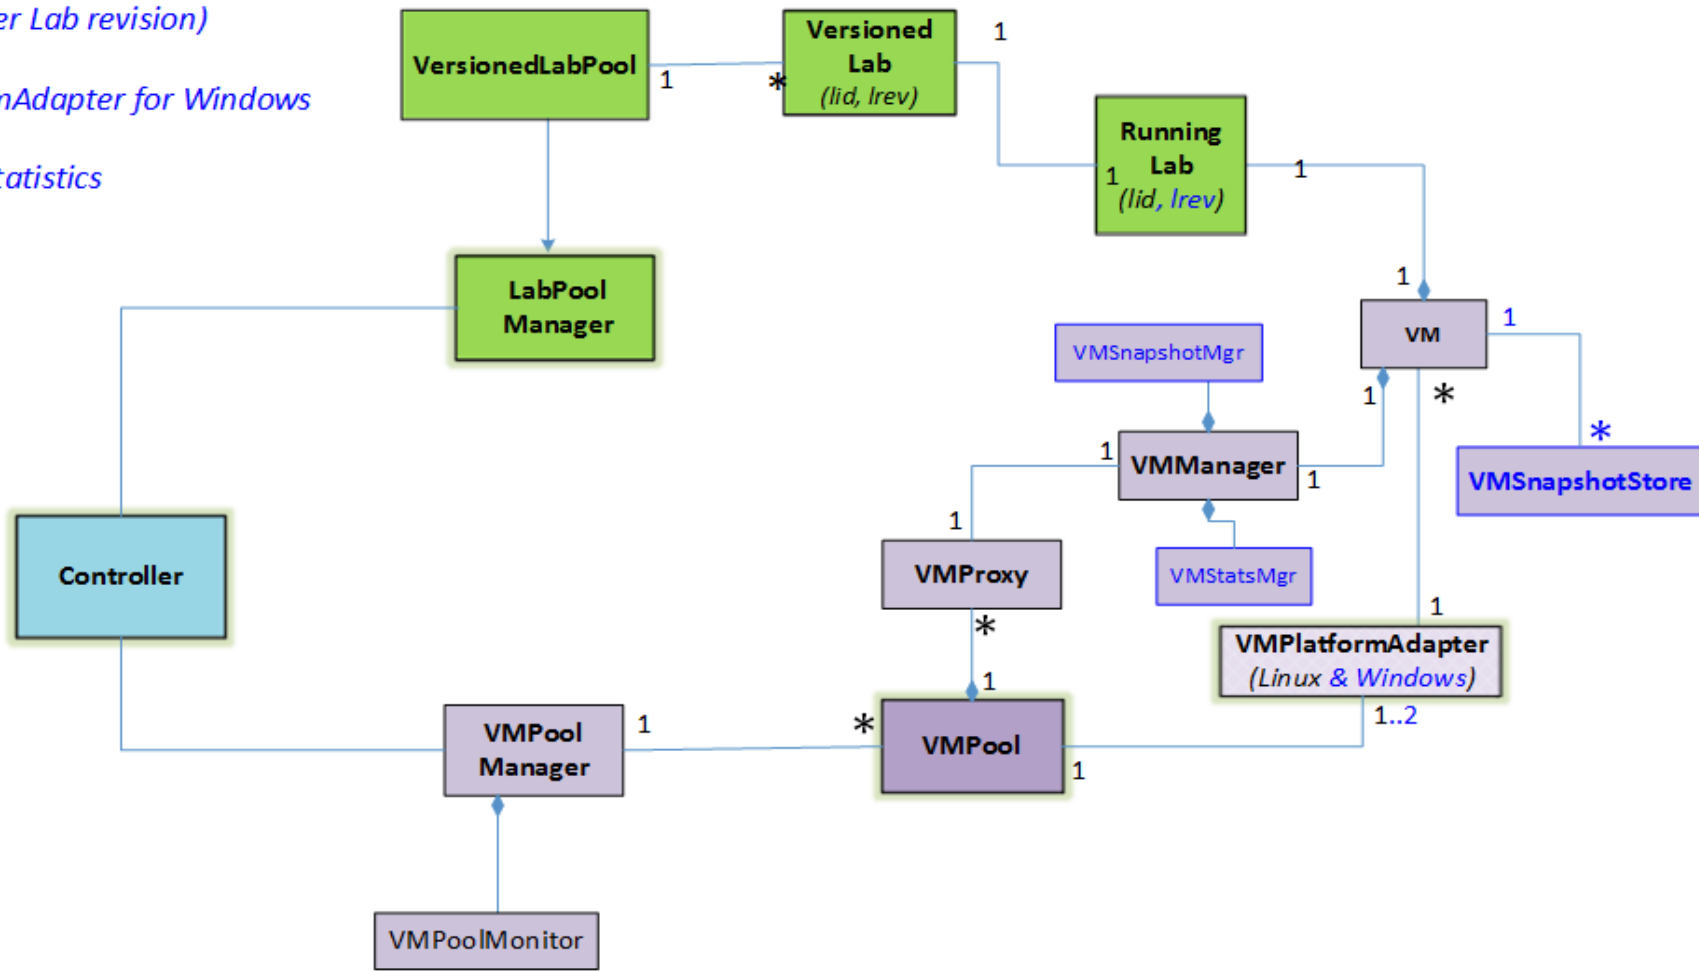 er Lab revision)
mAdapter for Windows
tatistics
VersionedLabPool
1
*
Versioned
Lab
(lid, lrev)
1
Running
Lab
(lid, lrev)
1
1
LabPool
Manager
1
VM
1
VMSnapshotMgr
1
*
*
VMSnapshotStore
1
VMManager
1
1
VMProxy
VMStatsMgr
Controller
*
1
VMPlatformAdapter
(Linux & Windows)
1..2
1
VMPool
Manager
1
*
VMPool
1
VMPoolMonitor